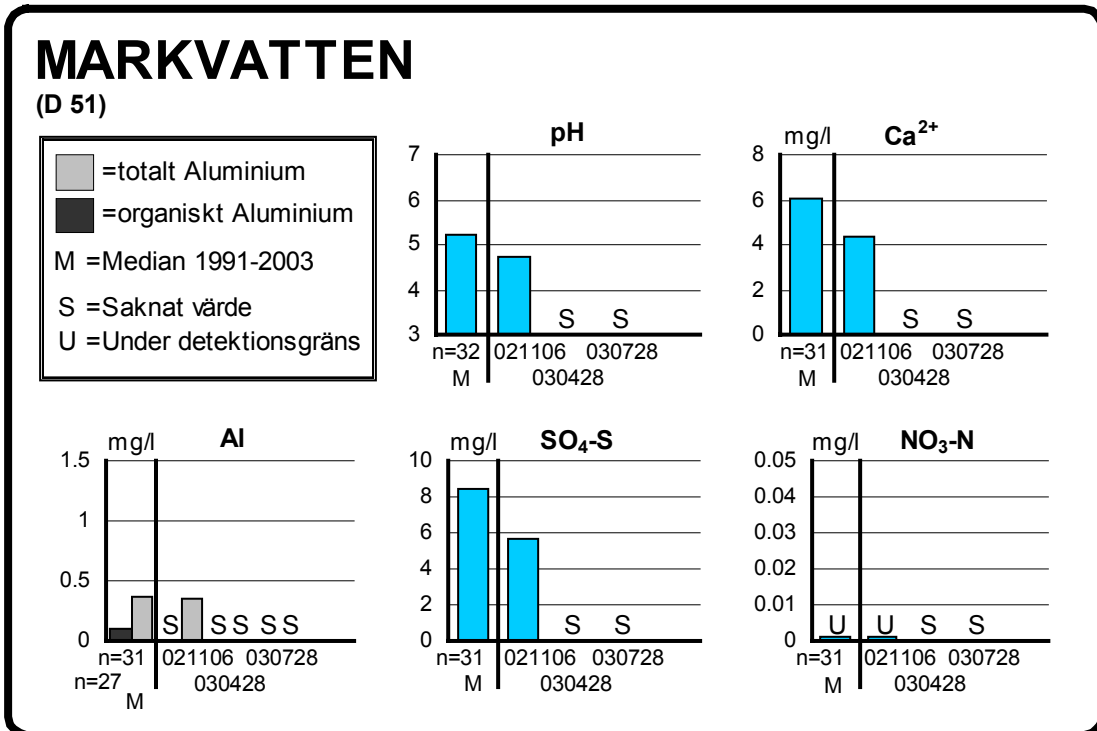 MARKVATTEN
(D 51)
=totalt Aluminium
=organiskt Aluminium
M =Median 1991-2003
S =Saknat värde
U =Under detektionsgräns
pH
7
6
5
4
3
S S
n=32 021106 030728
M 030428
mg/l Ca²⁺
8
6
4
2
0
S S
n=31 021106 030728
M 030428
mg/l Al
1.5
1
0.5
0
S S S S S
n=31 021106 030728
n=27 030428
M
mg/l SO₄-S
10
8
6
4
2
0
S S
n=31 021106 030728
M 030428
mg/l NO₃-N
0.05
0.04
0.03
0.02
0.01
0
U U S S
n=31 021106 030728
M 030428